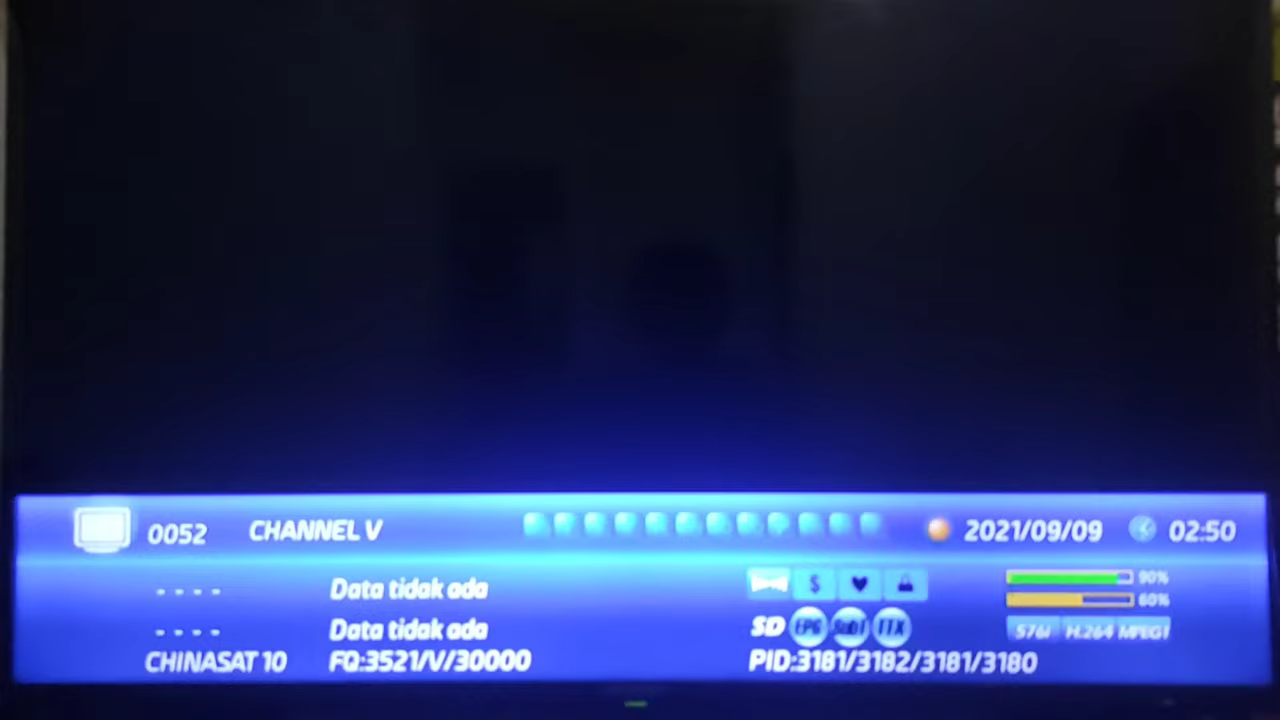 0052 CHANNEL V 2021/09/09 02:50
- - - - Data tidak ada $ 90%
60%
- - - - Data tidak ada SD EPG SubT TTX 576i H.264 MPEG1
CHINASAT 10 FQ:3521/V/30000 PID:3181/3182/3181/3180